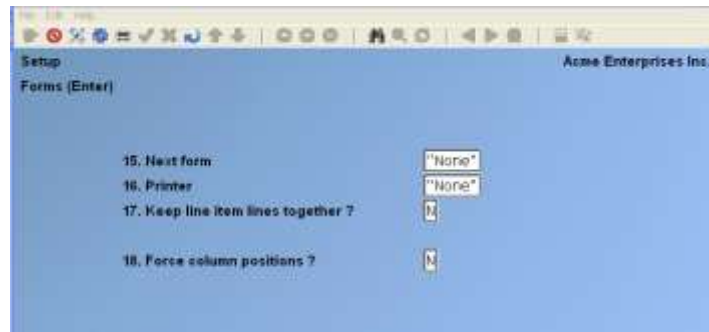 Setup Acme Enterprises Inc.
Forms (Enter)
15. Next form "None"
16. Printer "None"
17. Keep line item lines together ? N
18. Force column positions ? N